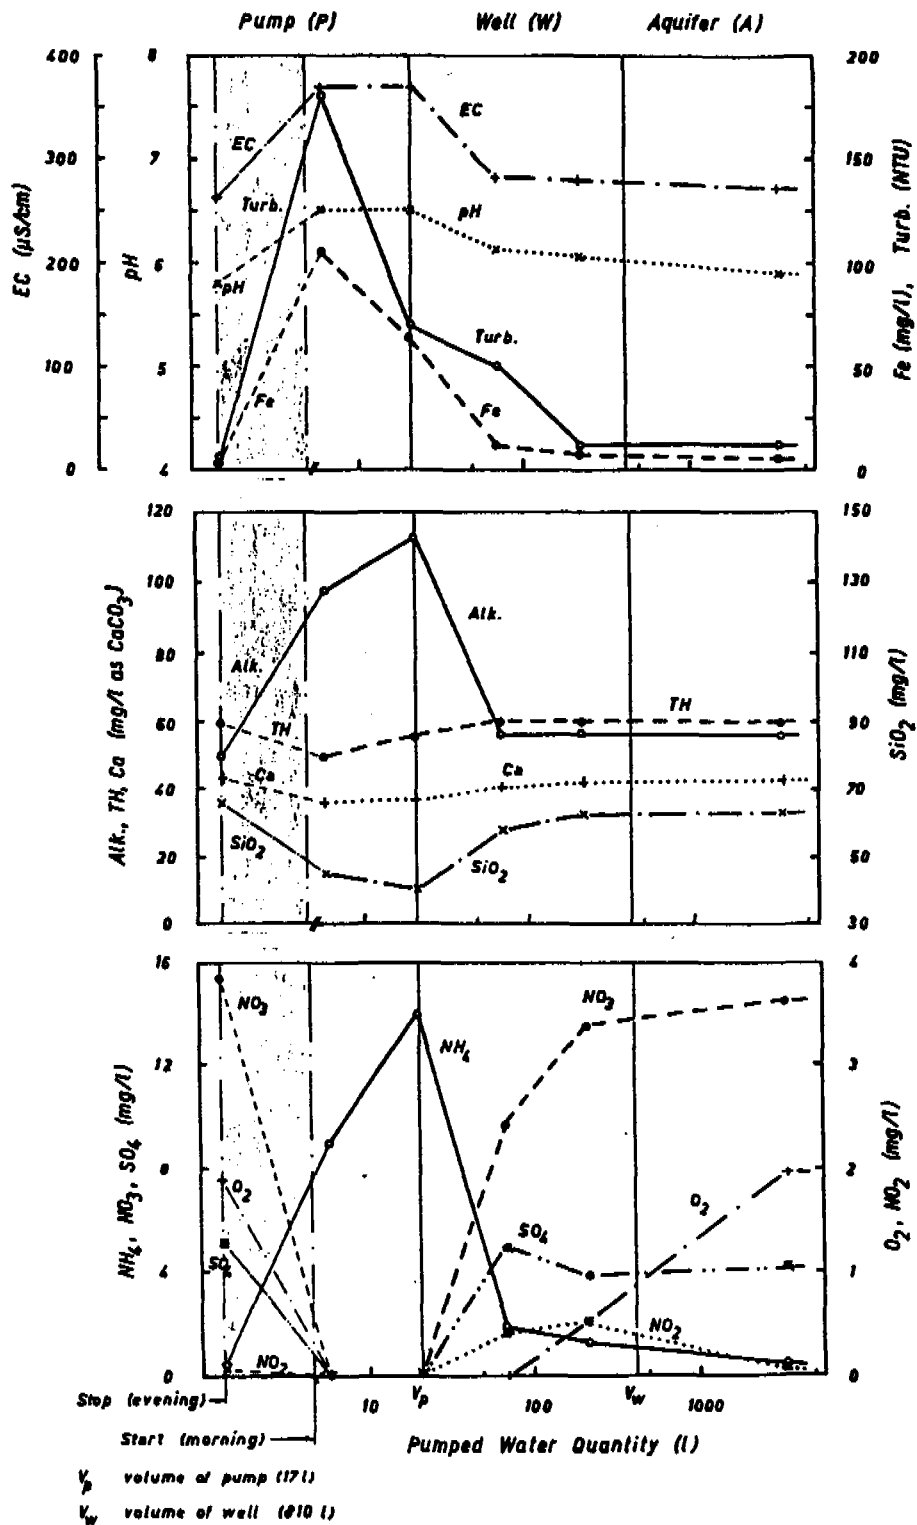 Pump (P) Well (W) Aquifer (A)
400 8 200
EC
300 7 150
EC
Turb.
pH
EC (µS/cm) pH Fe (mg/l), Turb. (NTU)
200 6 100
pH
Turb.
100 5 50
Fe Fe
0 4 0
120 150
100 130
Alk.
Alk., TH, Ca (mg/l as CaCO3) SiO2 (mg/l)
80 110
Alk.
TH
60 90
TH
Ca Ca
40 70
SiO2 SiO2
20 50
0 30
16 4
NO3 NO3
NH4
12 3
NH4, NO3, SO4 (mg/l) O2, NO2 (mg/l)
8 2
O2 O2
SO4
SO
4 1
NO2
NO2
0 0
Stop (evening) 10 Vp 100 Vw 1000
Start (morning) Pumped Water Quantity (l)
Vp volume of pump (17 l)
Vw volume of well (810 l)